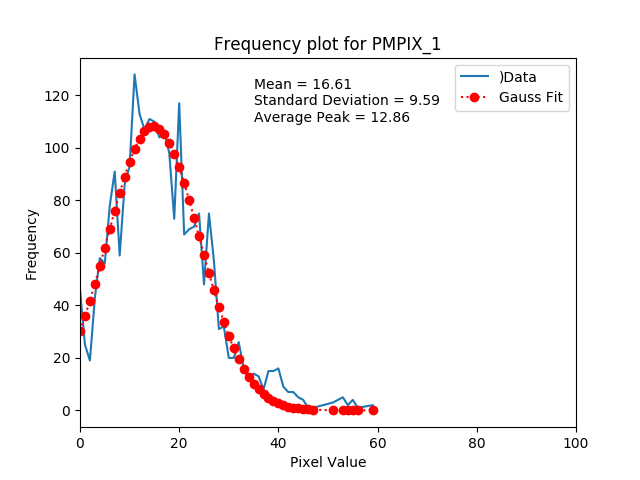 Frequency plot for PMPIX_1
Mean = 16.61
Standard Deviation = 9.59
Average Peak = 12.86
)Data
Gauss Fit
Frequency
120
100
80
60
40
20
0
0 20 40 60 80 100
Pixel Value